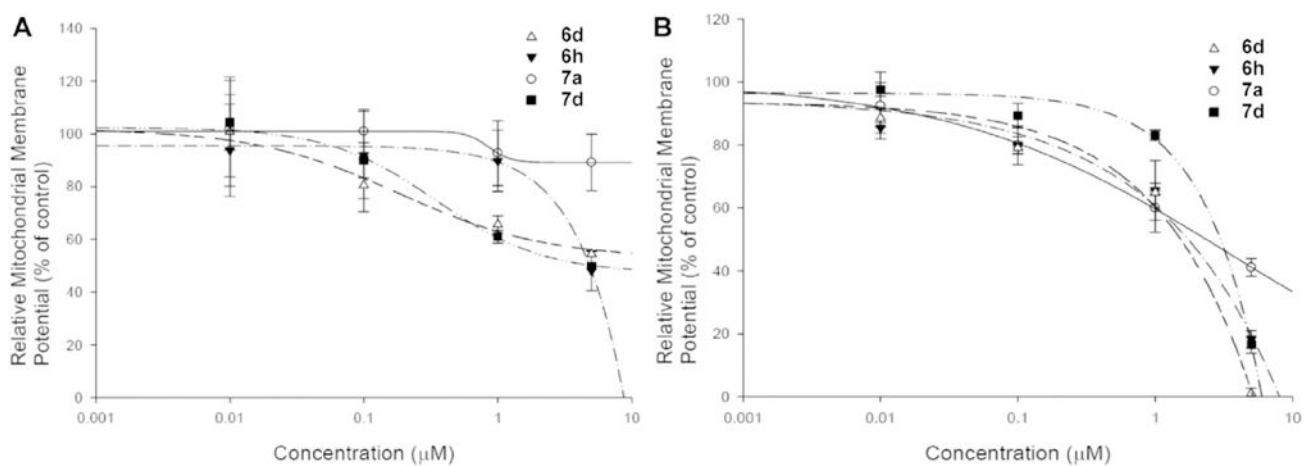 A
140
120
100
80
60
40
20
0
0.001
0.01
0.1
1
10
Relative Mitochondrial Membrane
Potential (% of control)
Concentration (μM)
6d
6h
7a
7d
B
120
100
80
60
40
20
0
0.001
0.01
0.1
1
10
Relative Mitochondrial Membrane
Potential (% of control)
Concentration (μM)
6d
6h
7a
7d